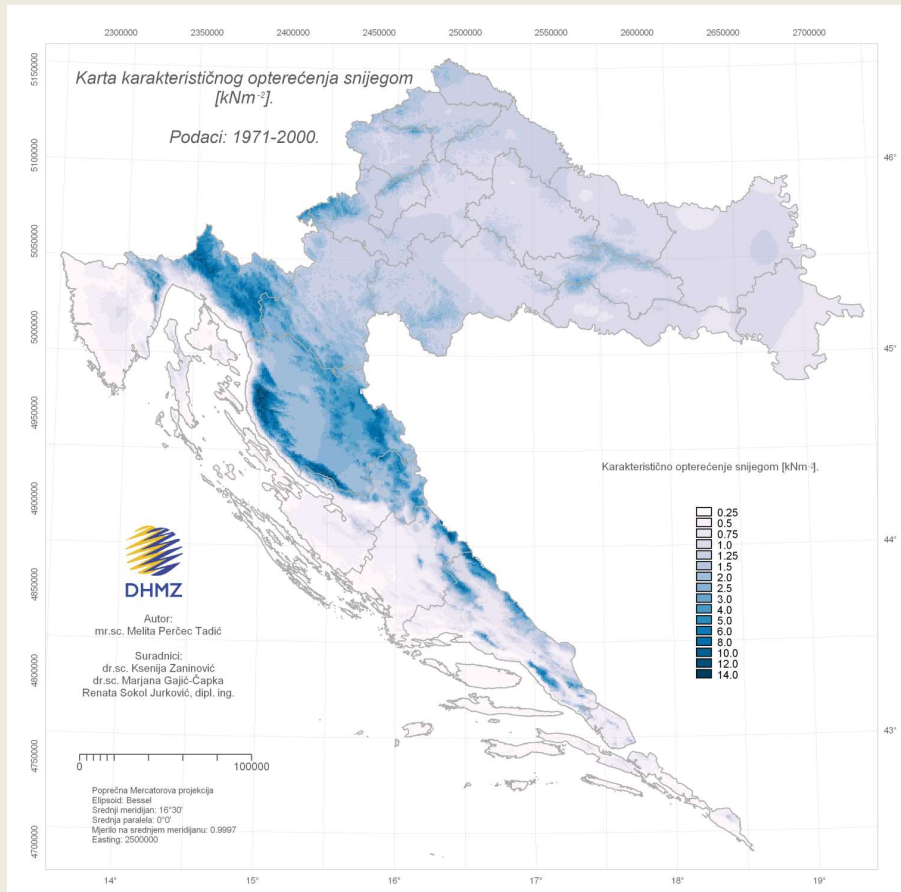 2300000 2350000 2400000 2450000 2500000 2550000 2600000 2650000 2700000
5150000
5100000
5050000
5000000
4950000
4900000
4850000
4800000
4750000
4700000
Karta karakterističnog opterećenja snijegom
[kNm⁻²].
Podaci: 1971-2000.
46°
45°
44°
43°
Karakteristično opterećenje snijegom [kNm⁻²].
0.25
0.5
0.75
1.0
1.25
1.5
2.0
2.5
3.0
4.0
5.0
6.0
8.0
10.0
12.0
14.0
DHMZ
Autor:
mr.sc. Melita Perčec Tadić
Suradnici:
dr.sc. Ksenija Zaninović
dr.sc. Marjana Gajić-Čapka
Renata Sokol Jurković, dipl. ing.
0 100000
Poprečna Mercatorova projekcija
Elipsoid: Bessel
Srednji meridijan: 16°30'
Srednja paralela: 0°0'
Mjerilo na srednjem meridijanu: 0.9997
Easting: 2500000
14° 15° 16° 17° 18° 19°